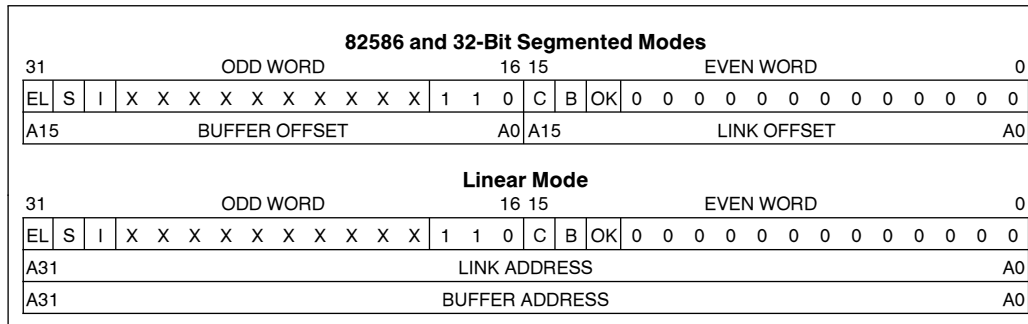 82586 and 32-Bit Segmented Modes
31 ODD WORD 16 15 EVEN WORD 0
EL S I X X X X X X X X X X 1 1 0 C B OK 0 0 0 0 0 0 0 0 0 0 0 0 0
A15 BUFFER OFFSET A0 A15 LINK OFFSET A0
Linear Mode
31 ODD WORD 16 15 EVEN WORD 0
EL S I X X X X X X X X X X 1 1 0 C B OK 0 0 0 0 0 0 0 0 0 0 0 0 0
A31 LINK ADDRESS A0
A31 BUFFER ADDRESS A0